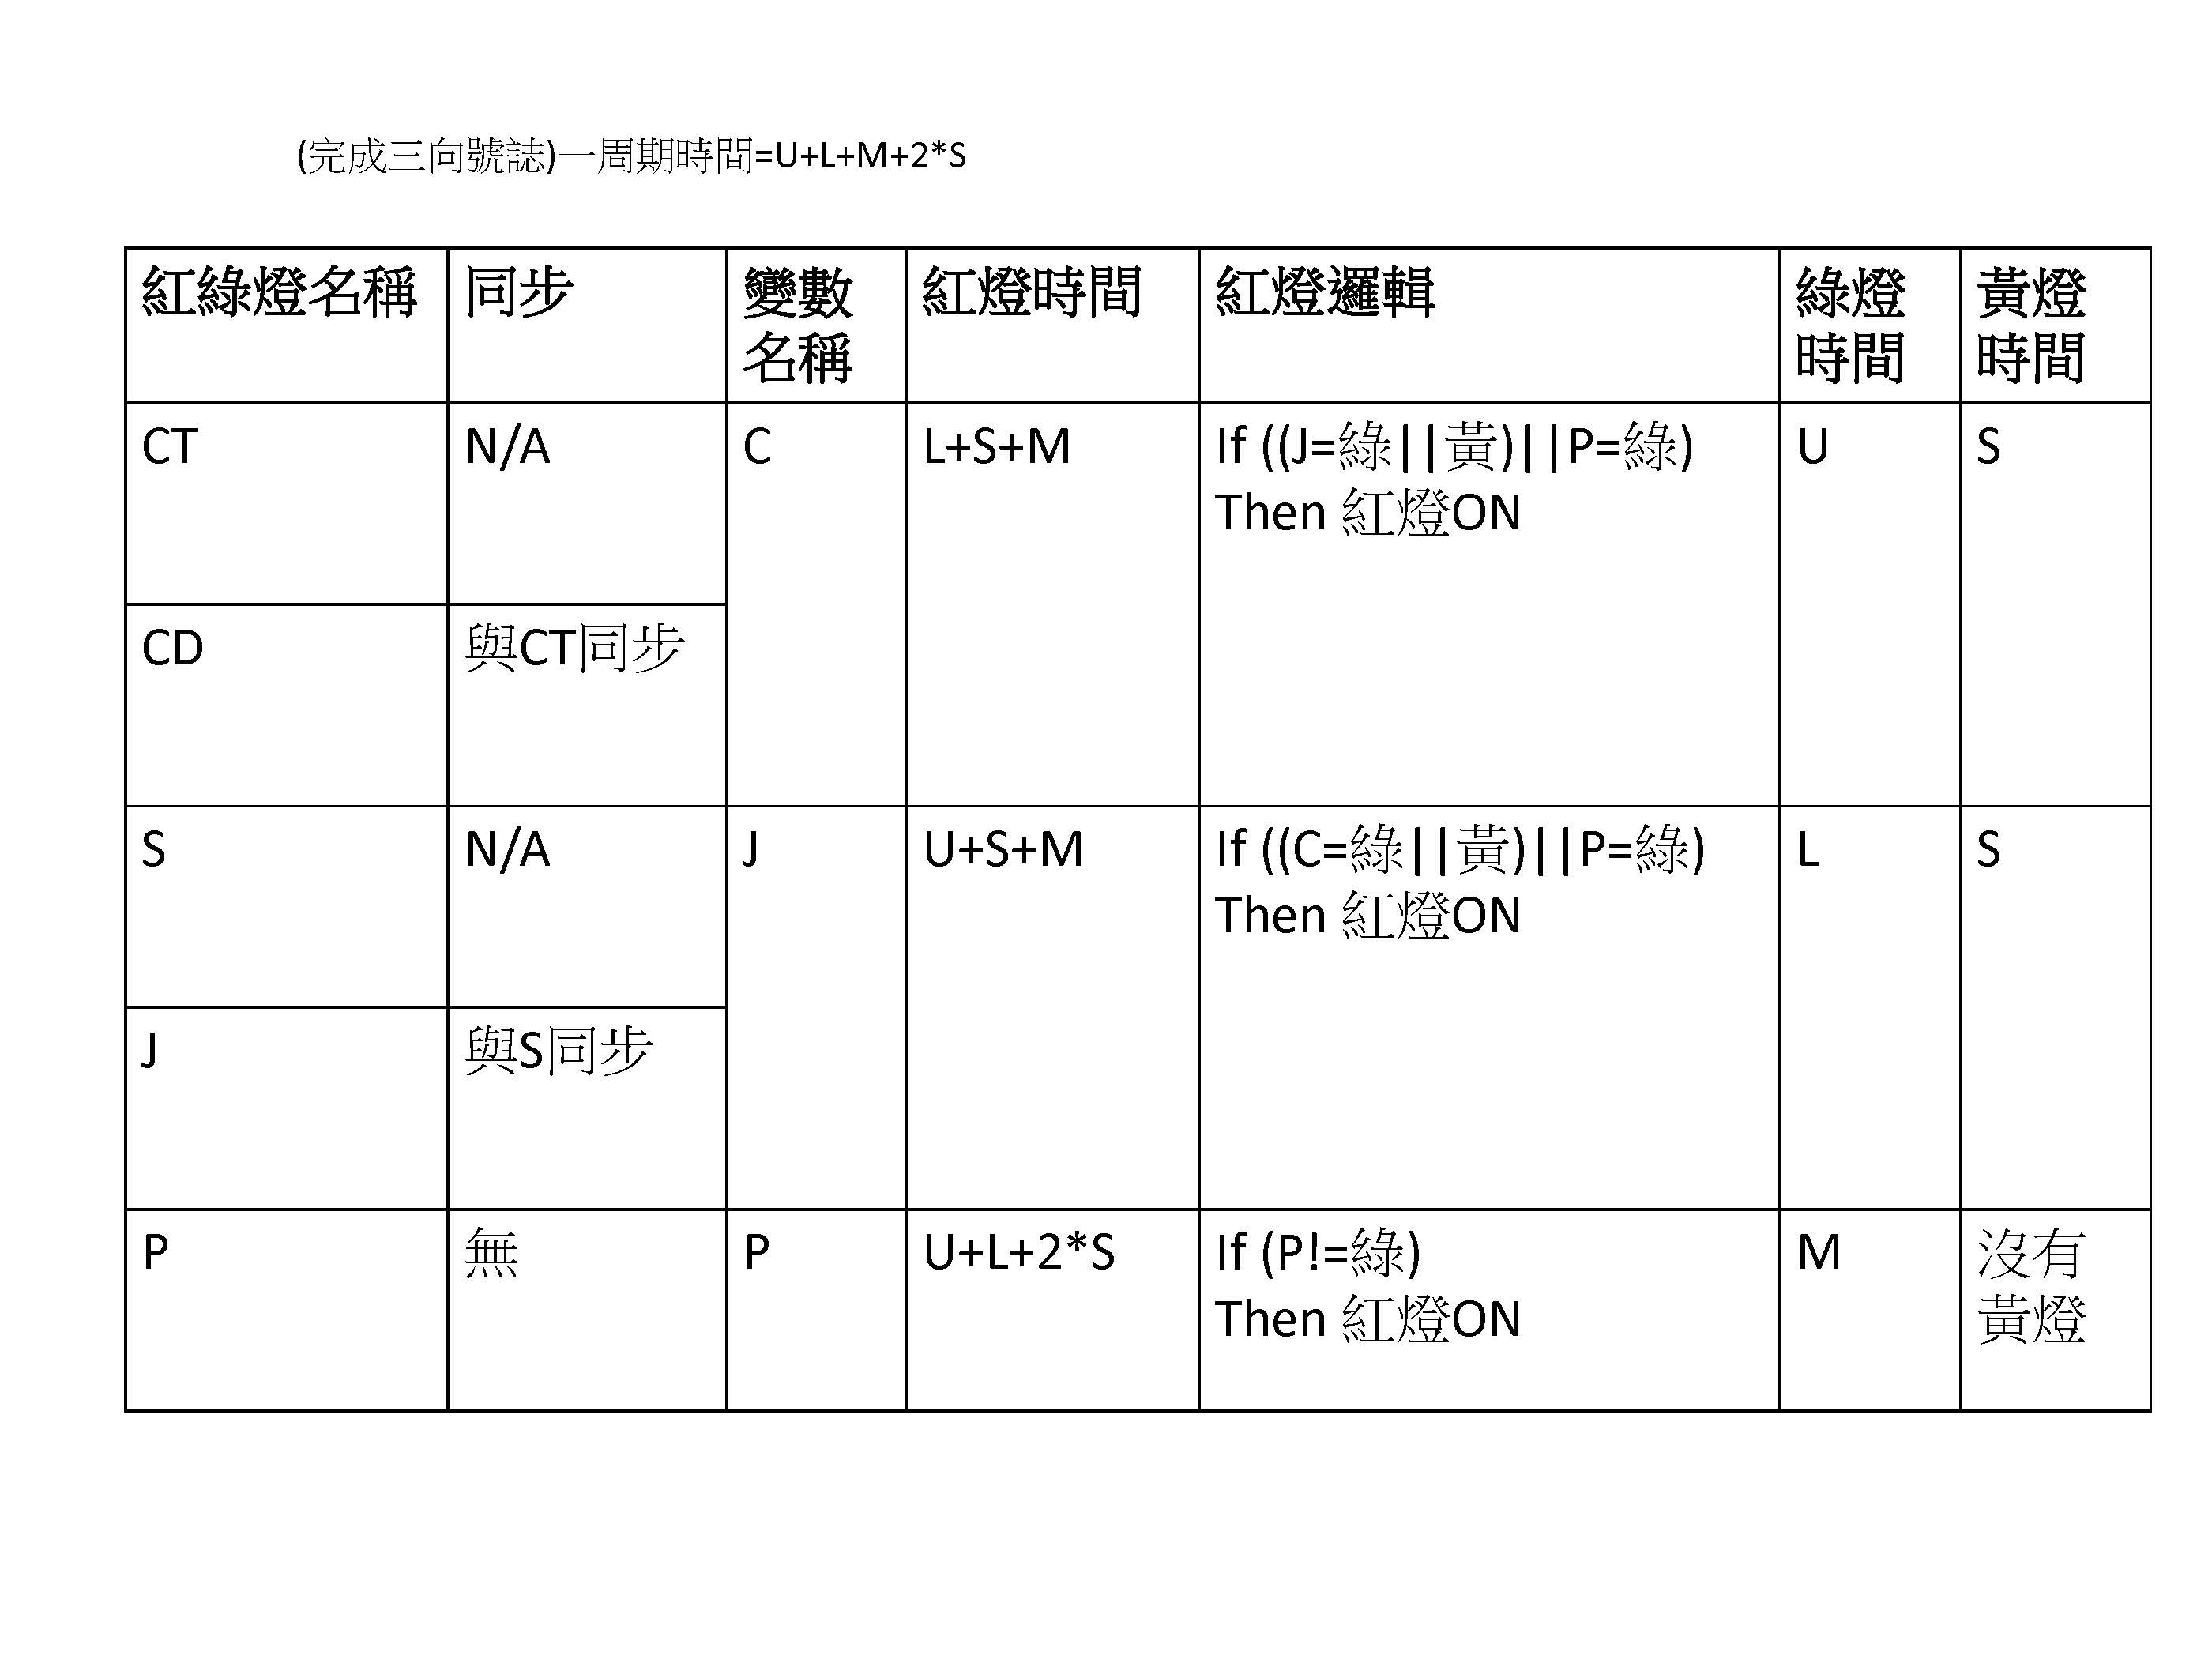 (完成三向號誌)一周期時間=U+L+M+2*S
紅綠燈名稱 同步 變數名稱 紅燈時間 紅燈邏輯 綠燈時間 黃燈時間
CT N/A C L+S+M If ((J=綠||黃)||P=綠) U S
Then 紅燈ON
CD 與CT同步
S N/A J U+S+M If ((C=綠||黃)||P=綠) L S
Then 紅燈ON
J 與S同步
P 無 P U+L+2*S If (P!=綠) M 沒有黃燈
Then 紅燈ON